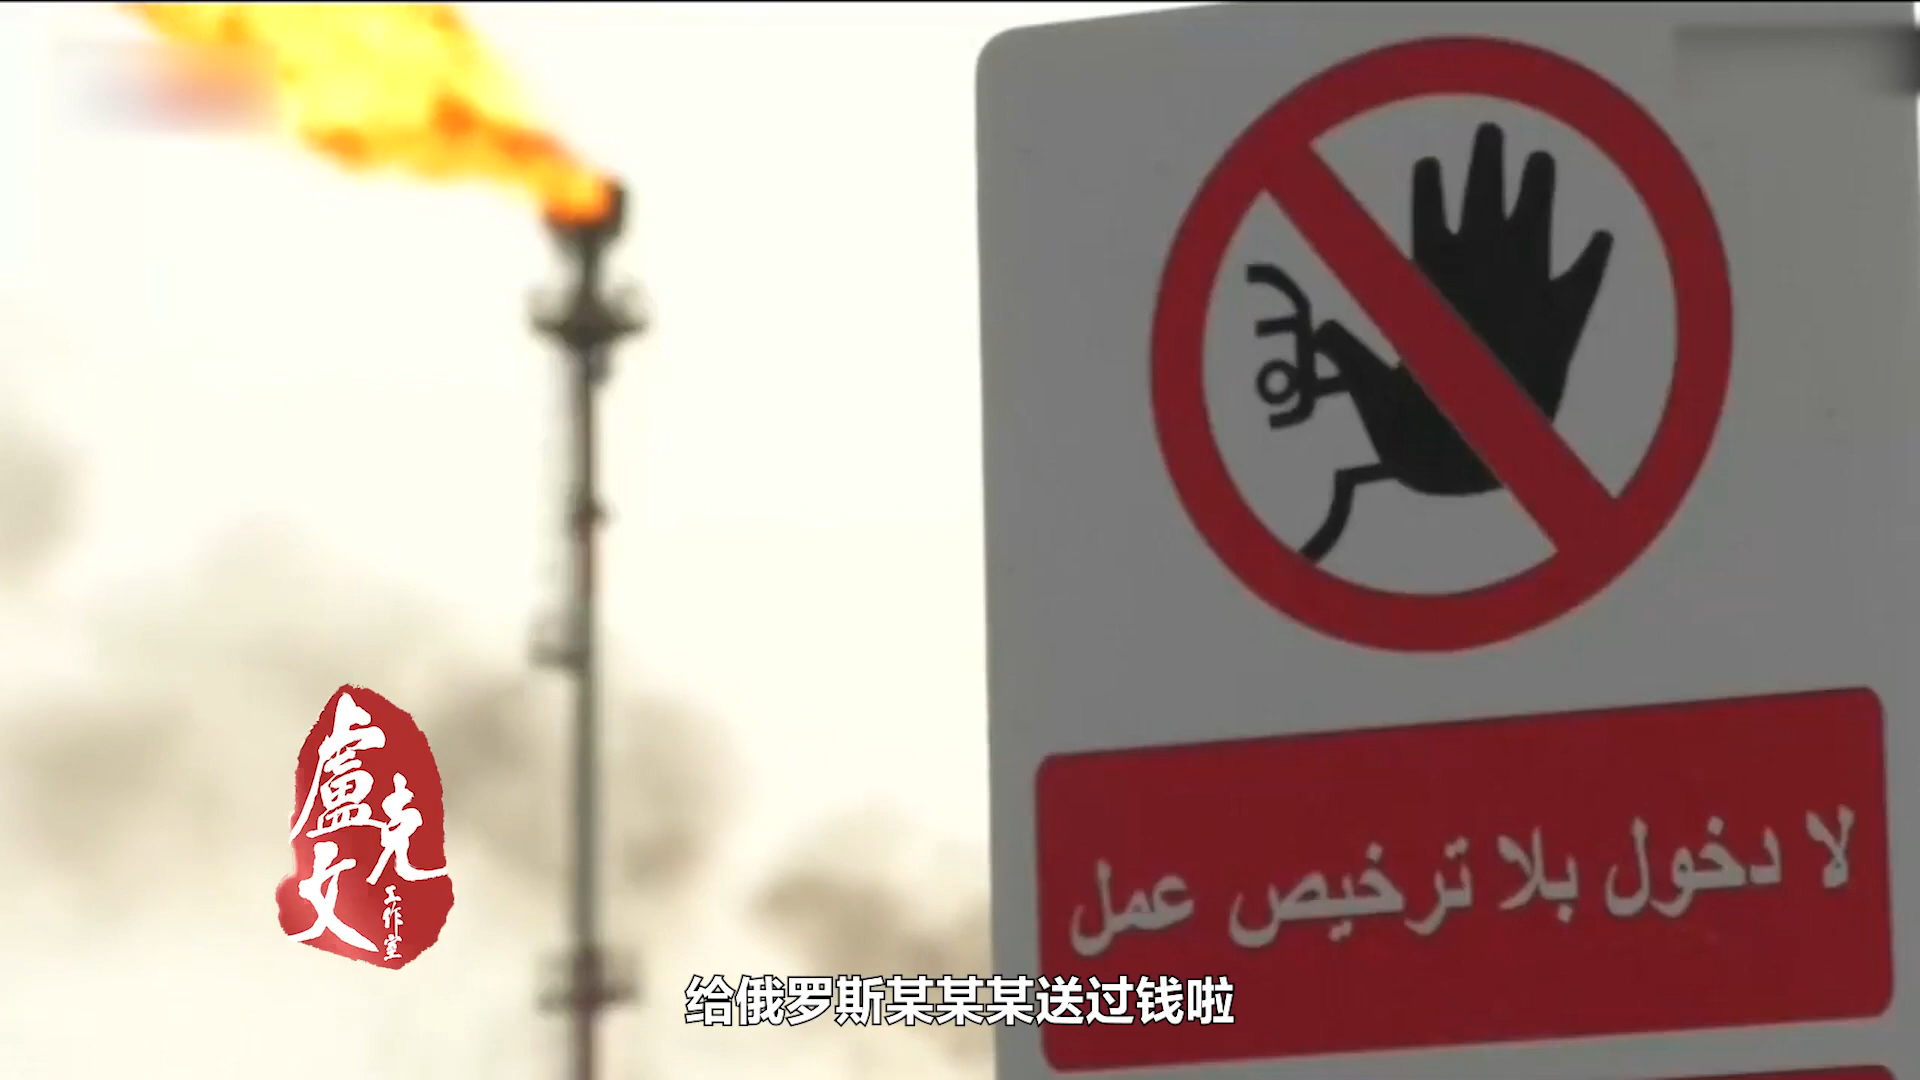 لا دخول بلا ترخيص عمل
盧克文
工作室
给俄罗斯某某某送过钱啦